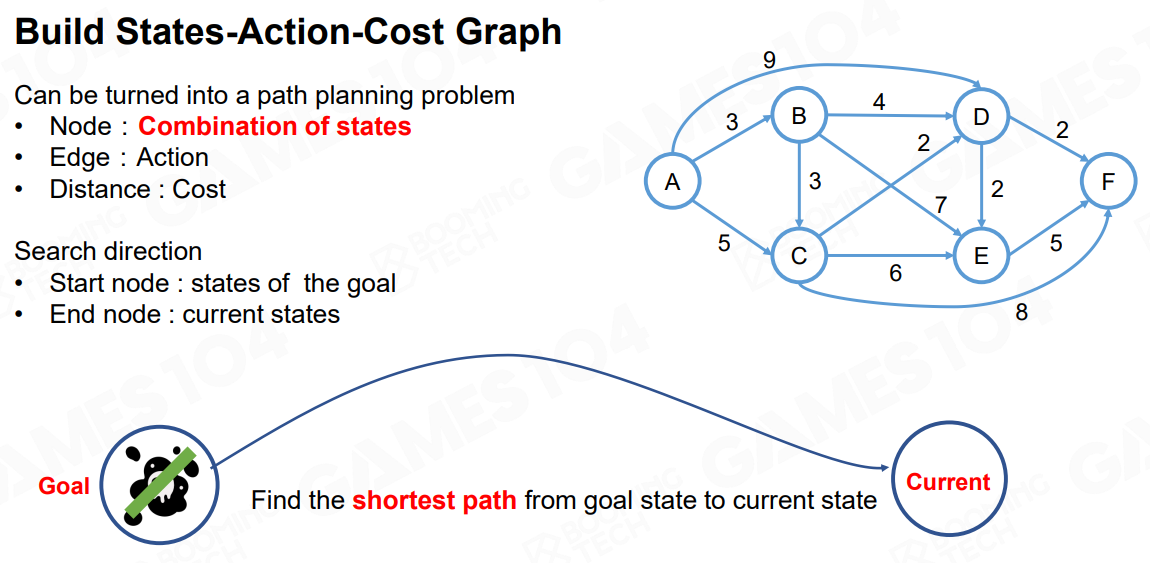 Build States-Action-Cost Graph
Can be turned into a path planning problem
• Node : Combination of states
• Edge : Action
• Distance : Cost
Search direction
• Start node : states of the goal
• End node : current states
9
B
4
D
3
2
2
A
3
2
F
7
5
C
6
E
5
8
Goal
Find the shortest path from goal state to current state
Current
GAMES104
BOOMING TECH